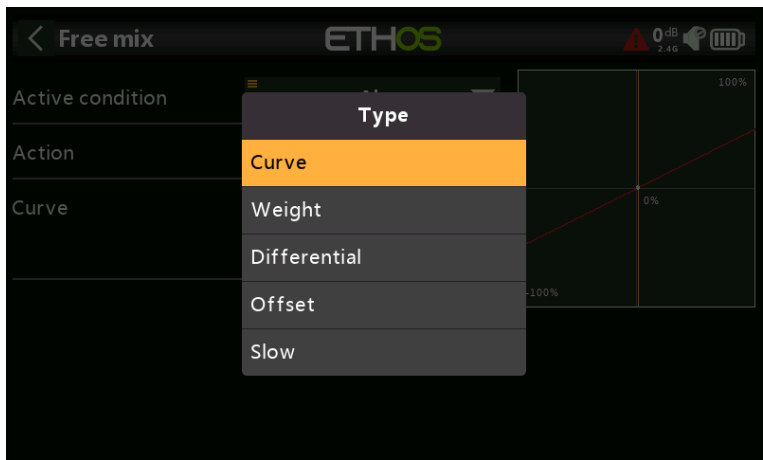 Free mix
ETHOS
0dB
2.4G
Active condition
Action
Curve
Type
Curve
Weight
Differential
Offset
Slow
100%
0%
-100%